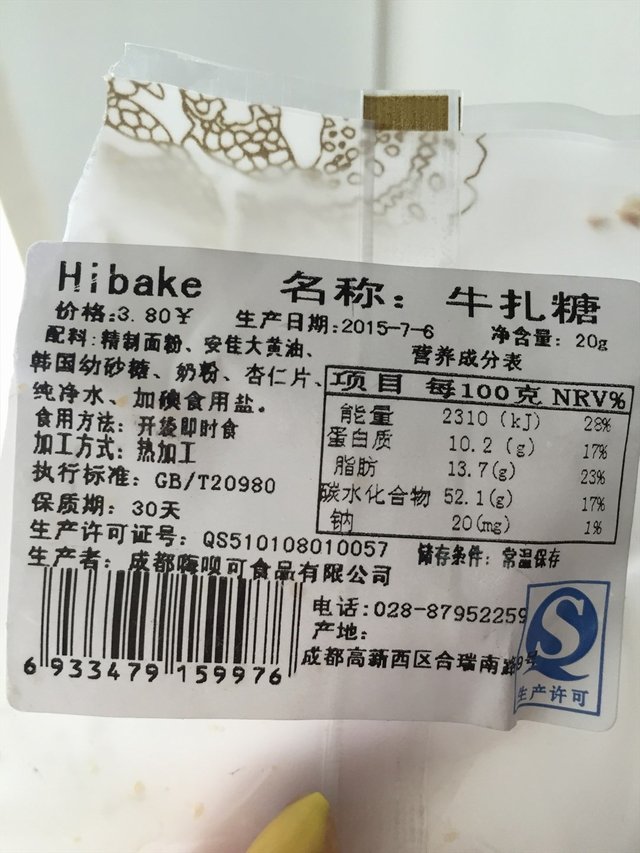 Hibake 名称：牛扎糖
价格:3.80￥ 生产日期:2015-7-6 净含量：20g
配料:精制面粉、安佳大黄油、
韩国幼砂糖、奶粉、杏仁片、
纯净水、加碘食用盐。
食用方法：开袋即时食
加工方式：热加工
执行标准：GB/T20980
保质期：30天
生产许可证号：QS510108010057
生产者：成都嗨呗可食品有限公司
营养成分表
项目 每100克 NRV%
能量 2310 (kJ) 28%
蛋白质 10.2 (g) 17%
脂肪 13.7(g) 23%
碳水化合物 52.1(g) 17%
钠 20(mg) 1%
储存条件：常温保存
电话:028-87952259
产地：
成都高新西区合瑞南路9号
6 933479 159976
QS
生产许可